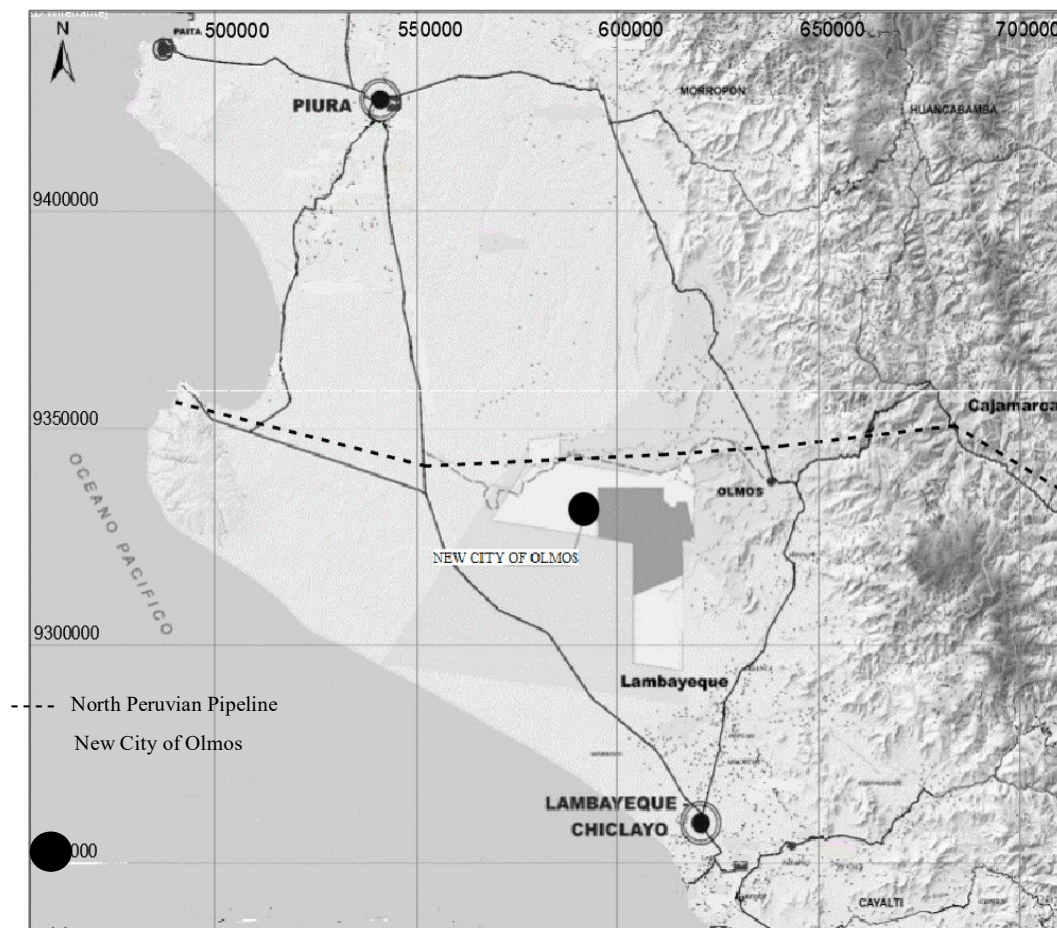 N
PAITA
500000 550000 600000 650000 700000
PIURA
MORROPON
HUANCABAMBA
9400000
9350000
Cajamarca
OCEANO PACIFICO
OLMOS
NEW CITY OF OLMOS
9300000
Lambayeque
North Peruvian Pipeline
New City of Olmos
LAMBAYEQUE
CHICLAYO
000
CAYALTI